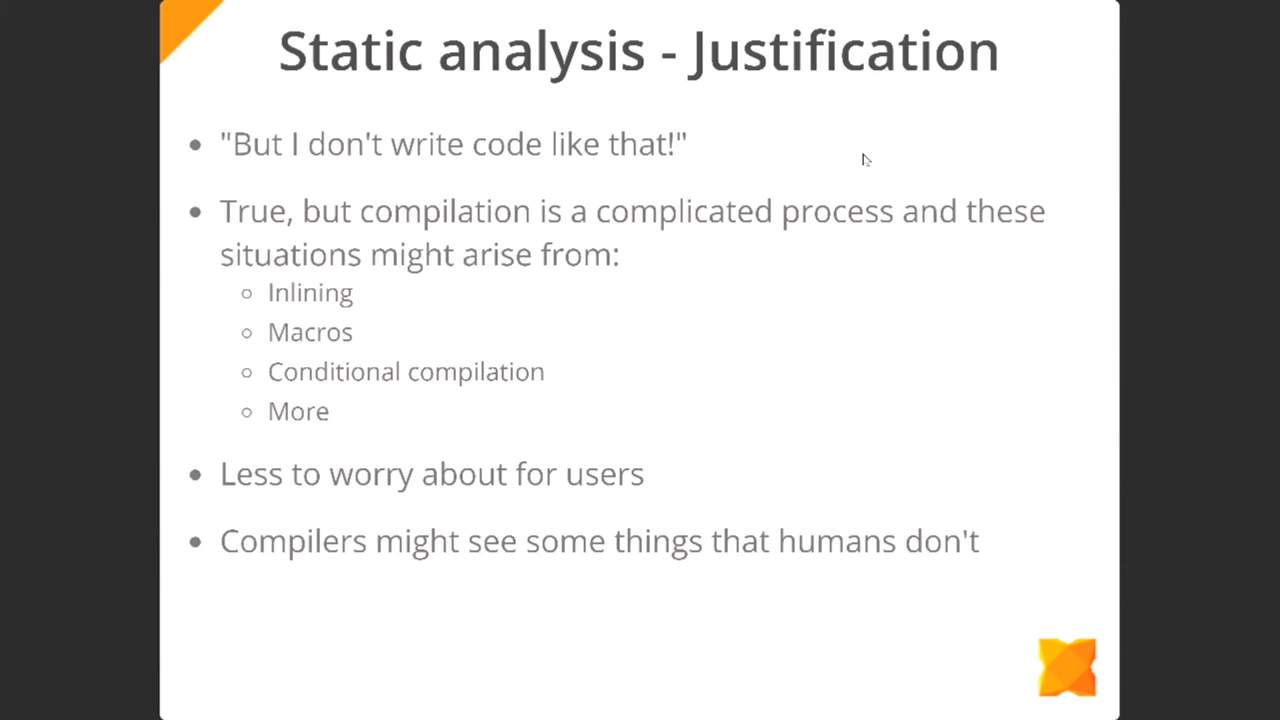 Static analysis - Justification
"But I don't write code like that!"
True, but compilation is a complicated process and these
situations might arise from:
Inlining
Macros
Conditional compilation
More
Less to worry about for users
Compilers might see some things that humans don't